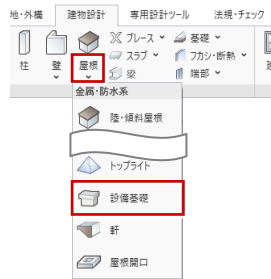 地・外構 建物設計 専用設計ツール 法規・チェック
柱 壁 屋根 ブレース 基礎
スラブ フカシ・断熱
梁 端部
金属・防水系
陸・傾斜屋根
トップライト
設備基礎
軒
屋根開口